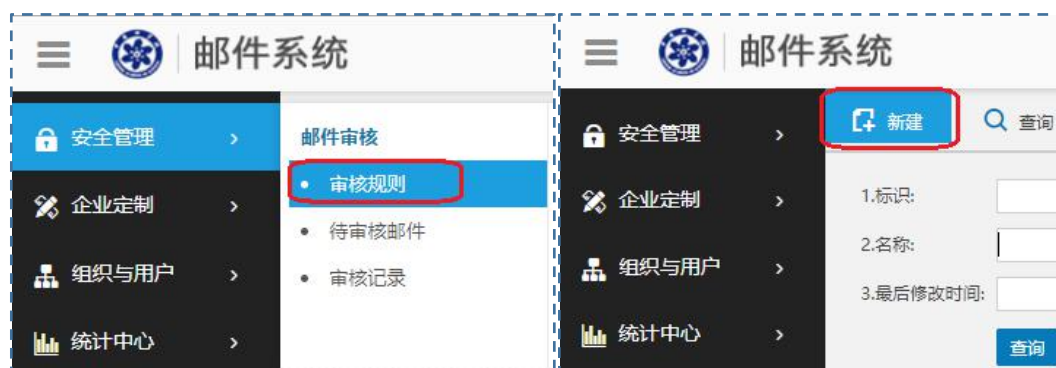 邮件系统
安全管理
企业定制
组织与用户
统计中心
邮件审核
审核规则
待审核邮件
审核记录
邮件系统
安全管理
企业定制
组织与用户
统计中心
新建 查询
1.标识:
2.名称:
3.最后修改时间:
查询